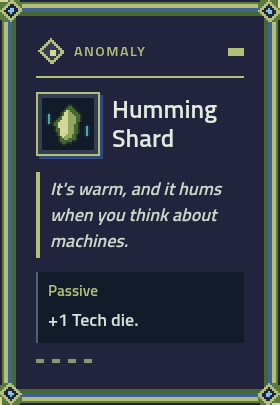 ANOMALY
Humming
Shard
It's warm, and it hums
when you think about
machines.
Passive
+1 Tech die.